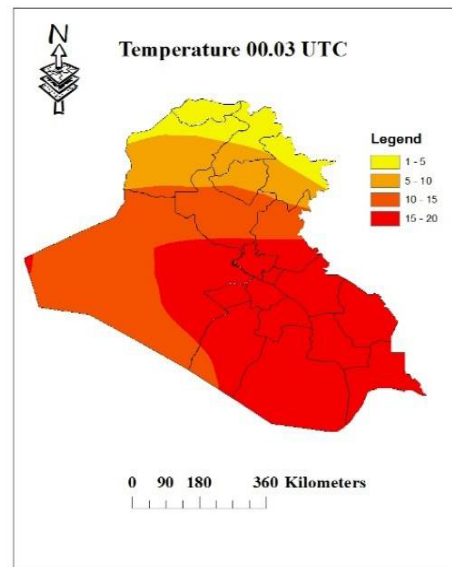 N
Temperature 00.03 UTC
Legend
1 - 5
5 - 10
10 - 15
15 - 20
0 90 180 360 Kilometers